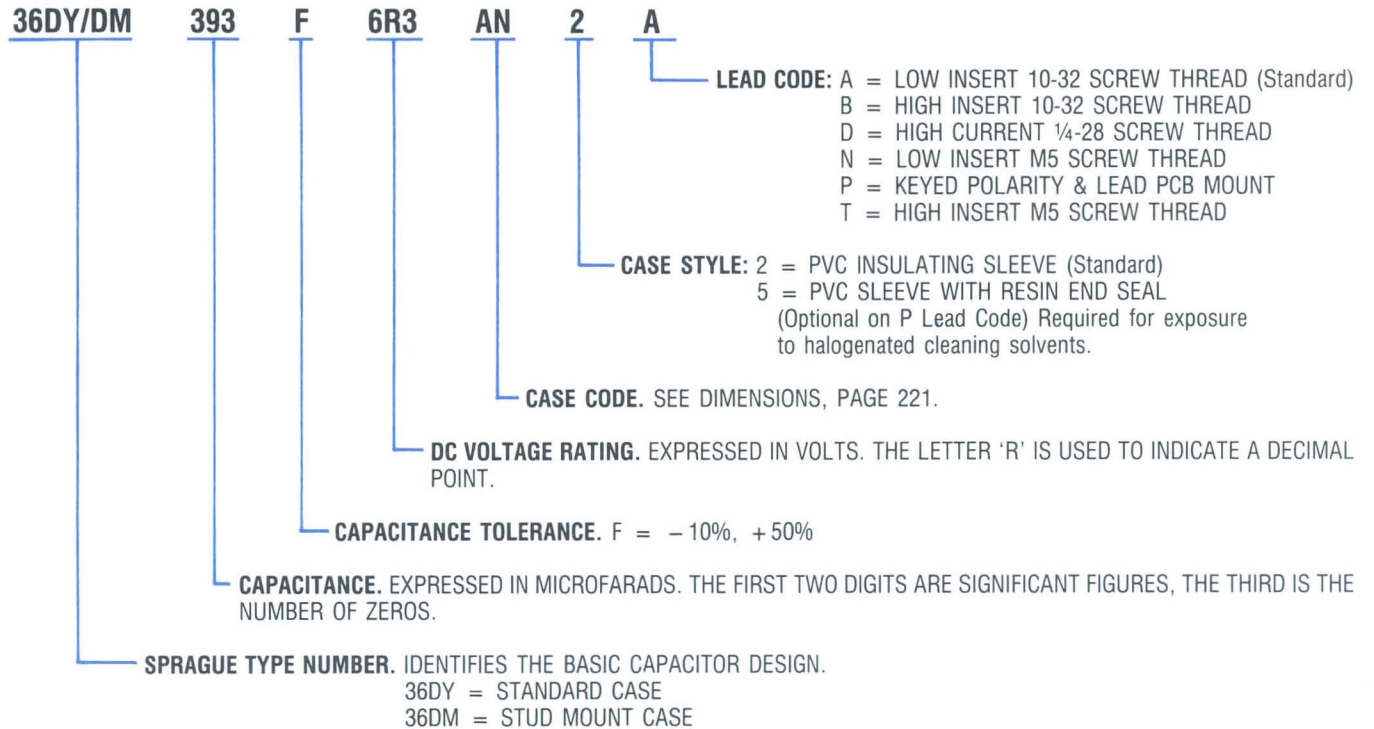 36DY/DM 393 F 6R3 AN 2 A
LEAD CODE: A = LOW INSERT 10-32 SCREW THREAD (Standard)
B = HIGH INSERT 10-32 SCREW THREAD
D = HIGH CURRENT ¼-28 SCREW THREAD
N = LOW INSERT M5 SCREW THREAD
P = KEYED POLARITY & LEAD PCB MOUNT
T = HIGH INSERT M5 SCREW THREAD
CASE STYLE: 2 = PVC INSULATING SLEEVE (Standard)
5 = PVC SLEEVE WITH RESIN END SEAL
(Optional on P Lead Code) Required for exposure
to halogenated cleaning solvents.
CASE CODE. SEE DIMENSIONS, PAGE 221.
DC VOLTAGE RATING. EXPRESSED IN VOLTS. THE LETTER ‘R’ IS USED TO INDICATE A DECIMAL
POINT.
CAPACITANCE TOLERANCE. F = – 10%, + 50%
CAPACITANCE. EXPRESSED IN MICROFARADS. THE FIRST TWO DIGITS ARE SIGNIFICANT FIGURES, THE THIRD IS THE
NUMBER OF ZEROS.
SPRAGUE TYPE NUMBER. IDENTIFIES THE BASIC CAPACITOR DESIGN.
36DY = STANDARD CASE
36DM = STUD MOUNT CASE